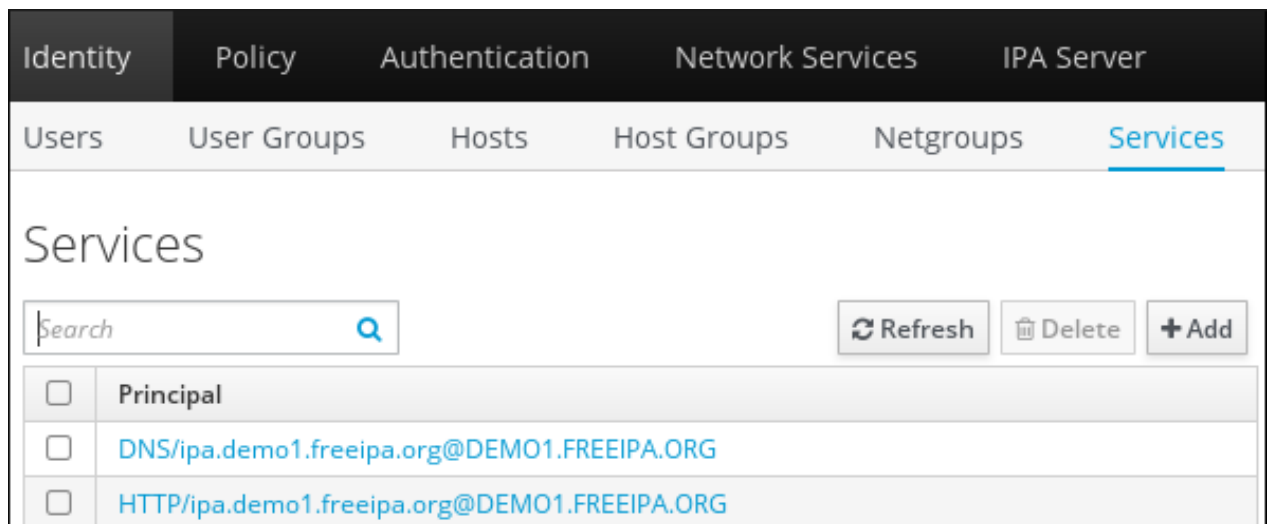 Identity Policy Authentication Network Services IPA Server
Users User Groups Hosts Host Groups Netgroups Services
Services
Search Refresh Delete +Add
Principal
DNS/ipa.demo1.freeipa.org@DEMO1.FREEIPA.ORG
HTTP/ipa.demo1.freeipa.org@DEMO1.FREEIPA.ORG